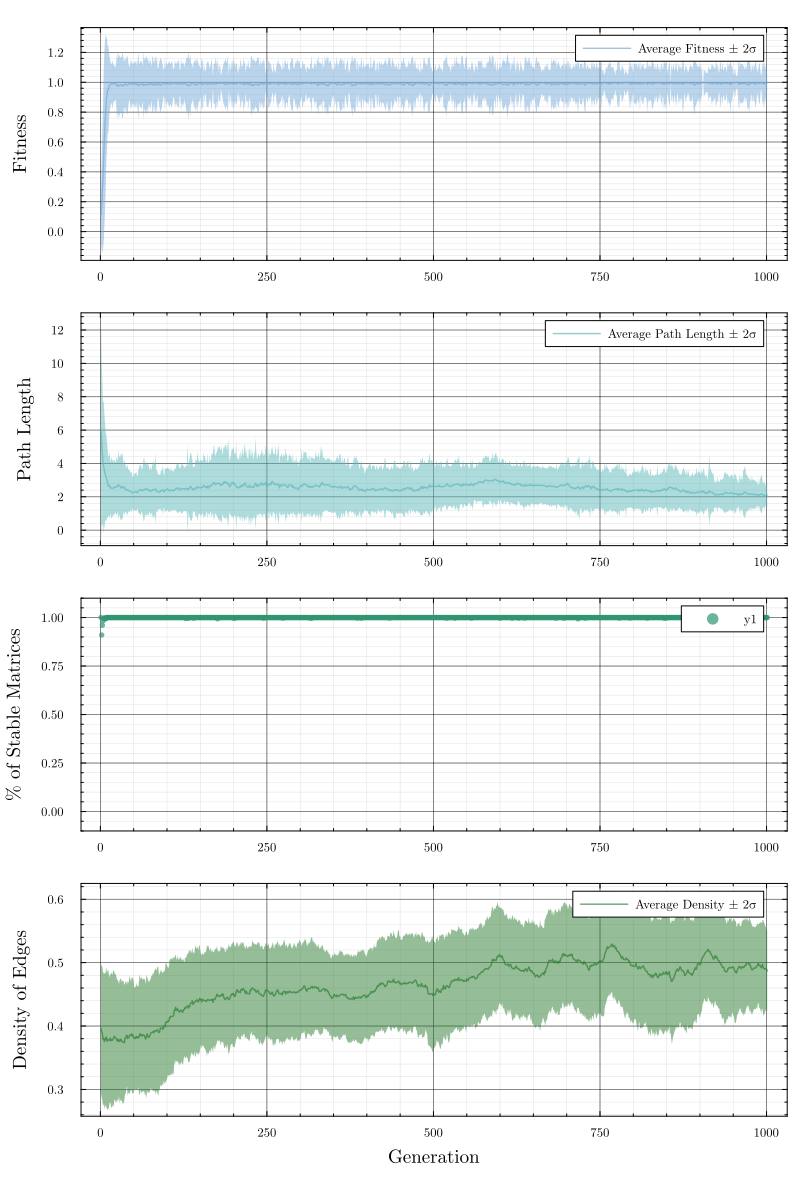 Average Fitness ± 2σ
Fitness
1.2
1.0
0.8
0.6
0.4
0.2
0.0
0 250 500 750 1000
Average Path Length ± 2σ
Path Length
12
10
8
6
4
2
0
0 250 500 750 1000
y1
% of Stable Matrices
1.00
0.75
0.50
0.25
0.00
0 250 500 750 1000
Average Density ± 2σ
Density of Edges
0.6
0.5
0.4
0.3
0 250 500 750 1000
Generation